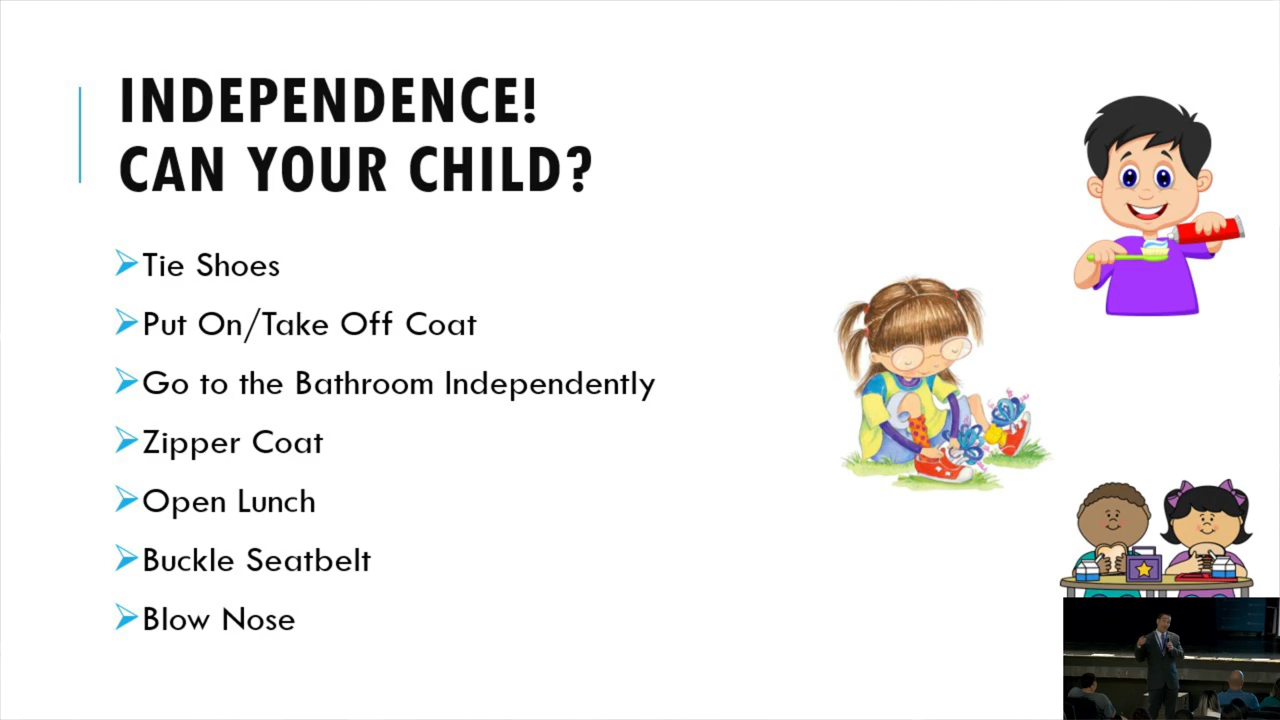 INDEPENDENCE!
CAN YOUR CHILD?
Tie Shoes
Put On/Take Off Coat
Go to the Bathroom Independently
Zipper Coat
Open Lunch
Buckle Seatbelt
Blow Nose